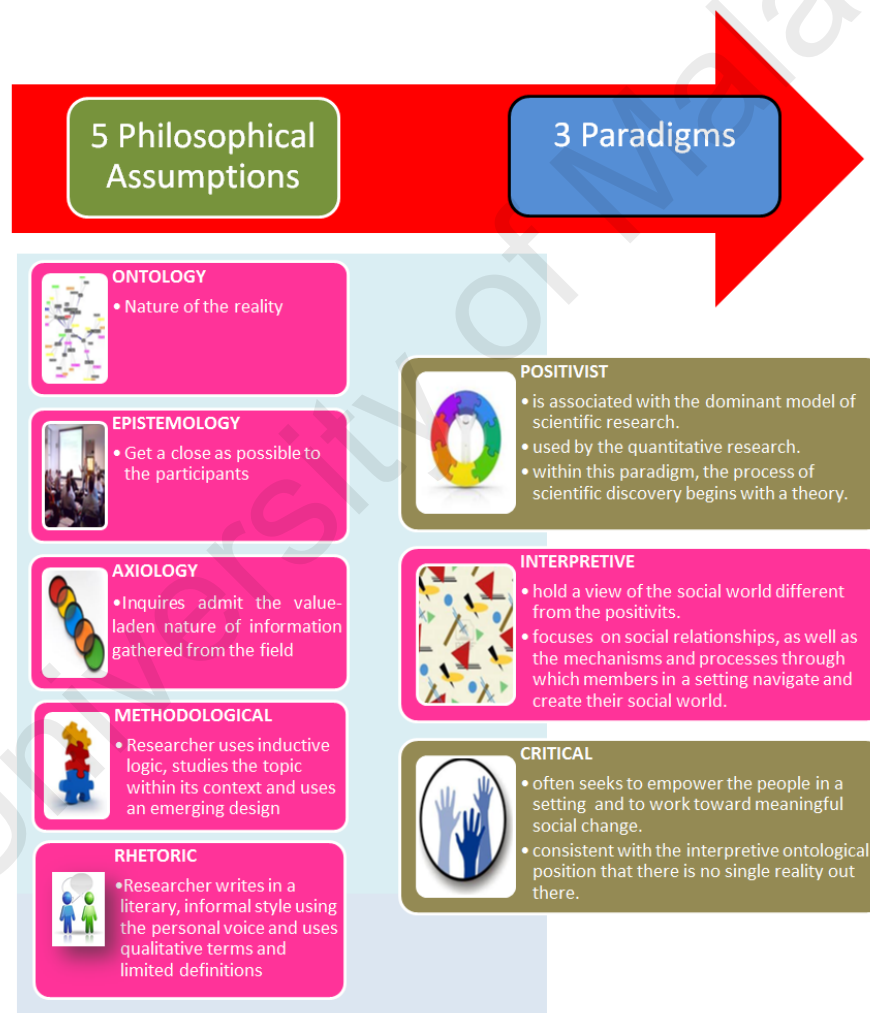 5 Philosophical
Assumptions
3 Paradigms
ONTOLOGY
• Nature of the reality
EPISTEMOLOGY
• Get a close as possible to
the participants
AXIOLOGY
•Inquires admit the value-
laden nature of information
gathered from the field
METHODOLOGICAL
• Researcher uses inductive
logic, studies the topic
within its context and uses
an emerging design
RHETORIC
•Researcher writes in a
literary, informal style using
the personal voice and uses
qualitative terms and
limited definitions
POSITIVIST
• is associated with the dominant model of
scientific research.
• used by the quantitative research.
• within this paradigm, the process of
scientific discovery begins with a theory.
INTERPRETIVE
• hold a view of the social world different
from the positivits.
• focuses on social relationships, as well as
the mechanisms and processes through
which members in a setting navigate and
create their social world.
CRITICAL
• often seeks to empower the people in a
setting and to work toward meaningful
social change.
• consistent with the interpretive ontological
position that there is no single reality out
there.
University of Mala